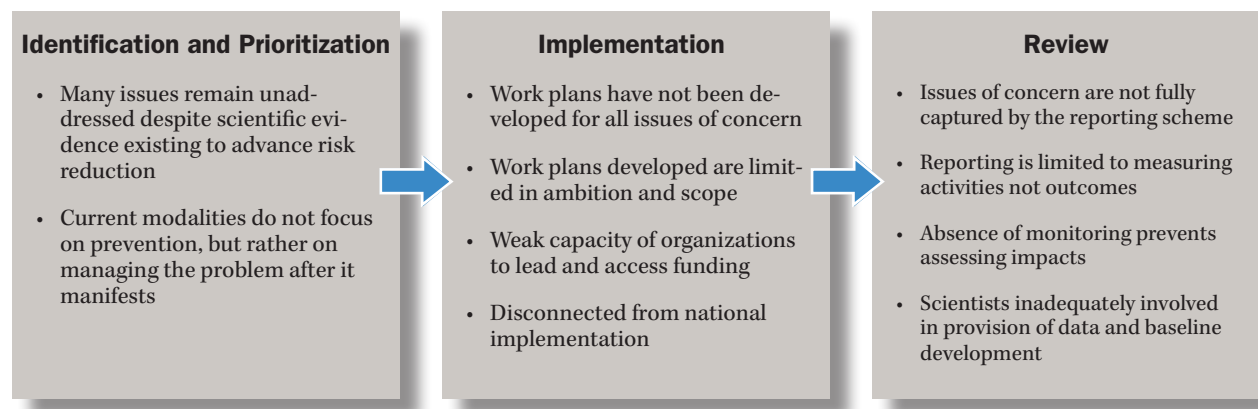 Identification and Prioritization
• Many issues remain unad-
dressed despite scientific evi-
dence existing to advance risk
reduction
• Current modalities do not focus
on prevention, but rather on
managing the problem after it
manifests
Implementation
• Work plans have not been de-
veloped for all issues of concern
• Work plans developed are limit-
ed in ambition and scope
• Weak capacity of organizations
to lead and access funding
• Disconnected from national
implementation
Review
• Issues of concern are not fully
captured by the reporting scheme
• Reporting is limited to measuring
activities not outcomes
• Absence of monitoring prevents
assessing impacts
• Scientists inadequately involved
in provision of data and baseline
development